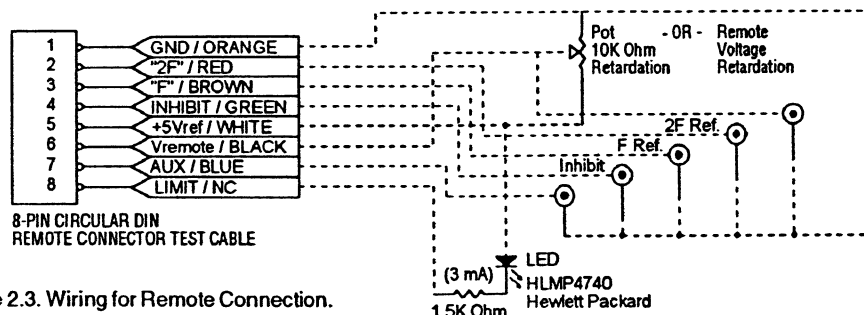 1 GND / ORANGE
2 "2F" / RED
3 "F" / BROWN
4 INHIBIT / GREEN
5 +5Vref / WHITE
6 Vremote / BLACK
7 AUX / BLUE
8 LIMIT / NC
8-PIN CIRCULAR DIN
REMOTE CONNECTOR TEST CABLE
Pot - OR - Remote
10K Ohm Voltage
Retardation Retardation
2F Ref.
F Ref.
Inhibit
LED
(3 mA) HLMP4740
Hewlett Packard
1.5K Ohm
2.3. Wiring for Remote Connection.